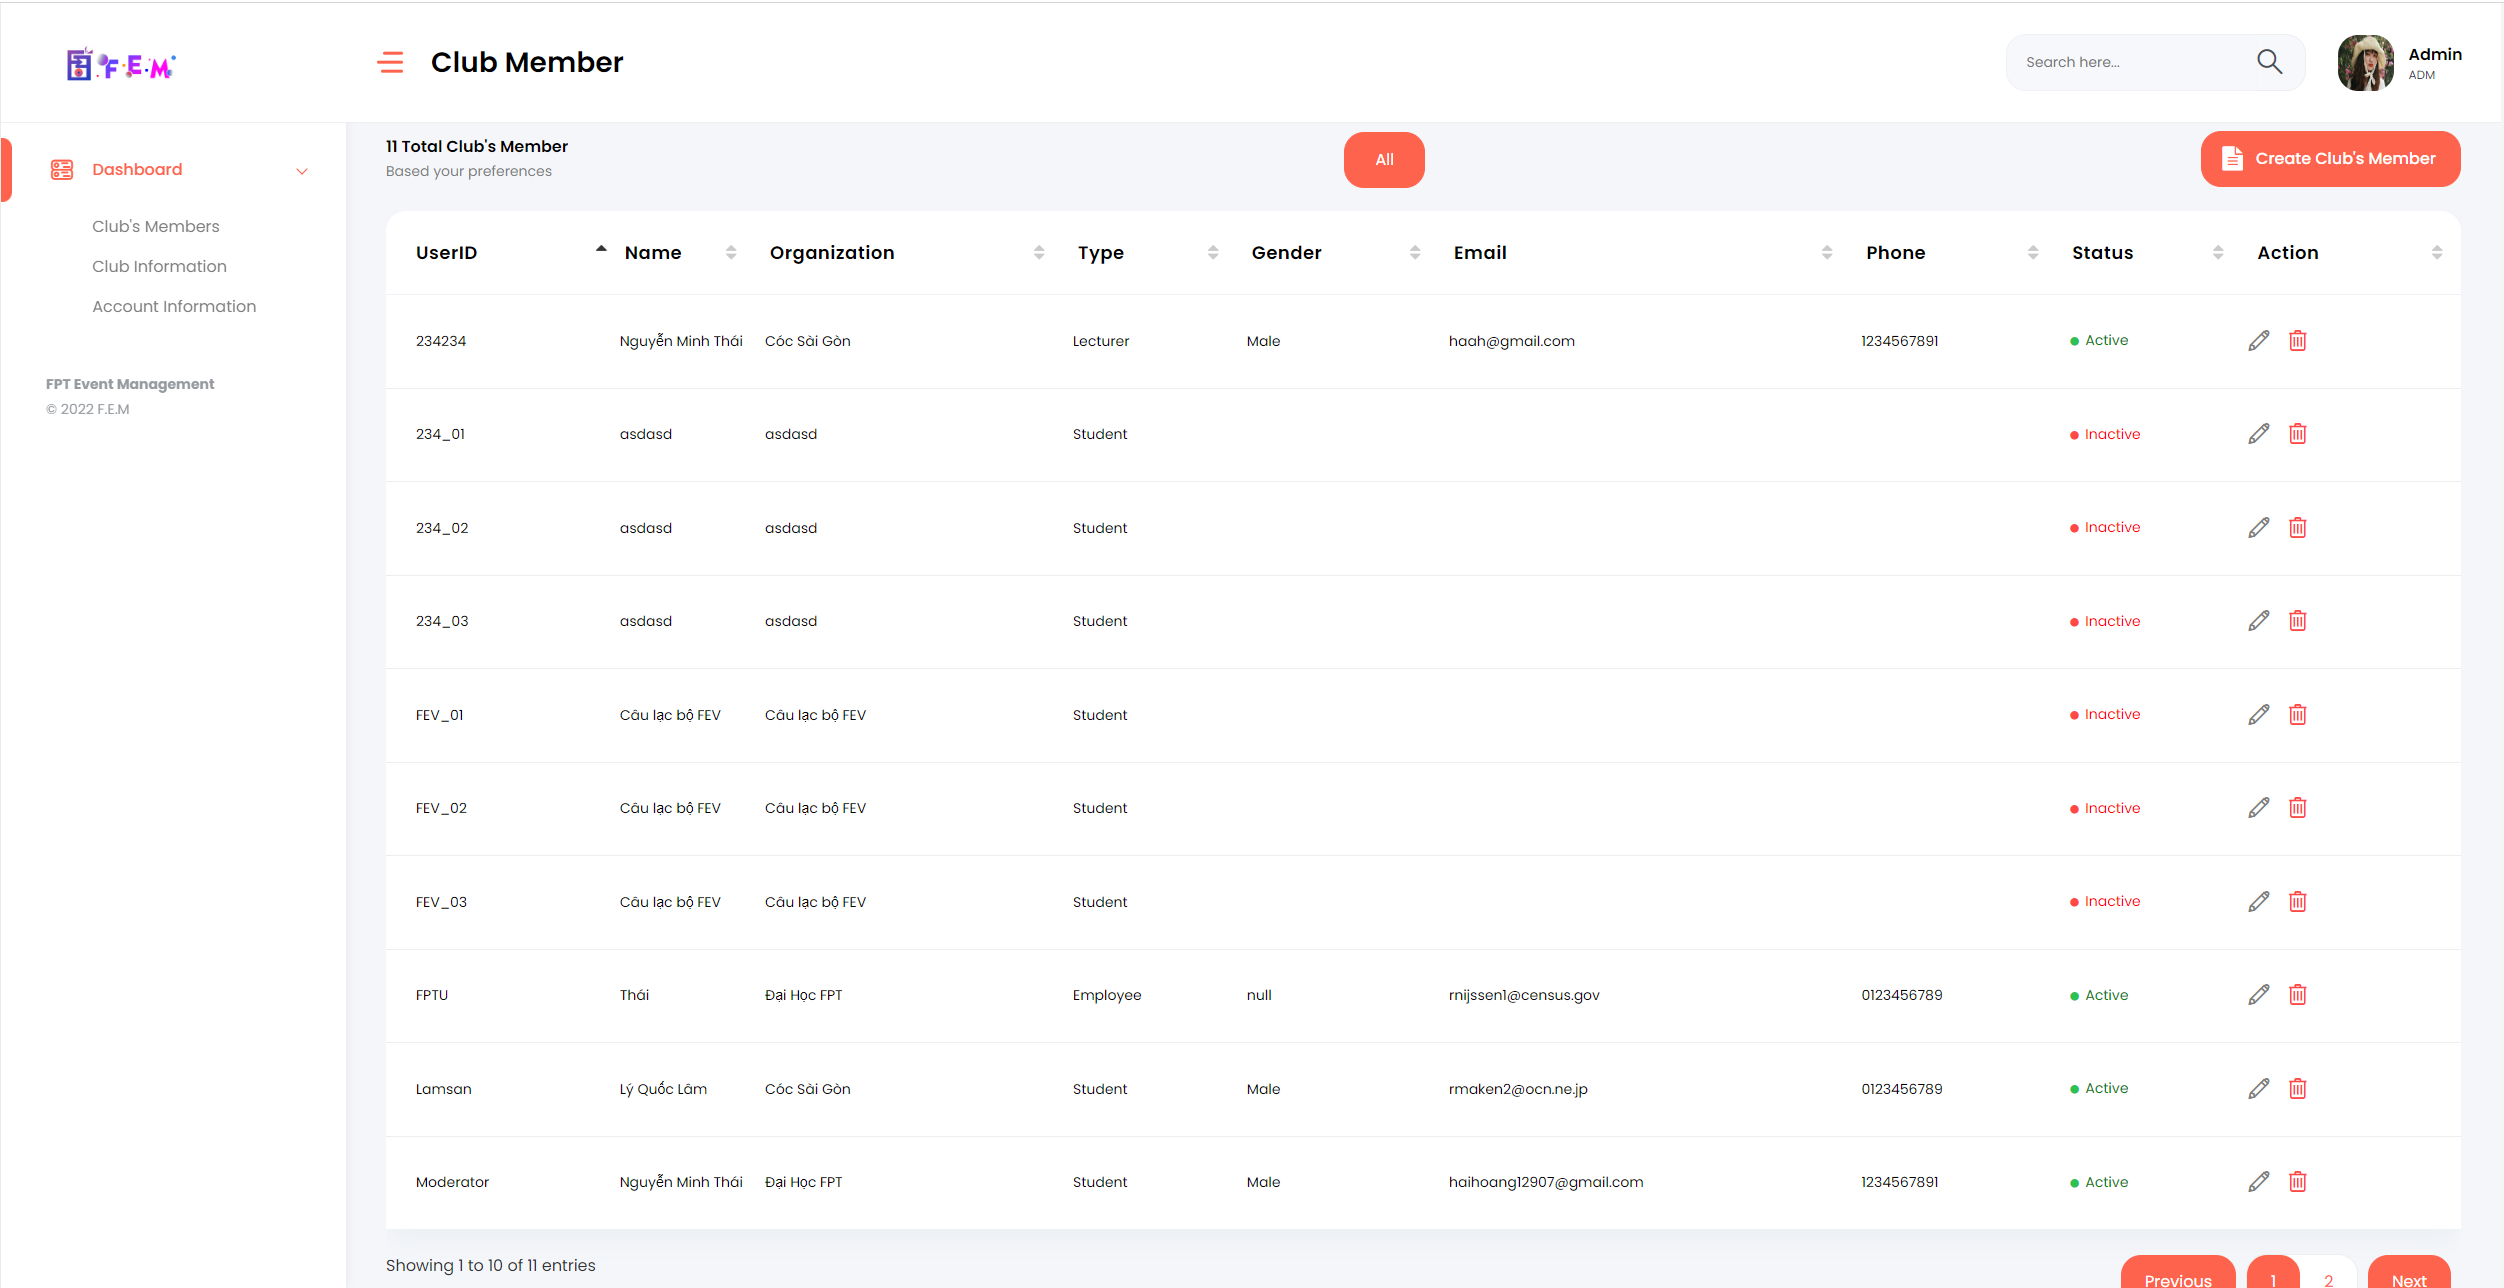 F.E.M
Club Member
Search here...
Admin
ADM
Dashboard
Club's Members
Club Information
Account Information
FPT Event Management
© 2022 F.E.M
11 Total Club's Member
Based your preferences
All
Create Club's Member
UserID Name Organization Type Gender Email Phone Status Action
234234 Nguyễn Minh Thái Cóc Sài Gòn Lecturer Male haah@gmail.com 1234567891 Active
234_01 asdasd asdasd Student Inactive
234_02 asdasd asdasd Student Inactive
234_03 asdasd asdasd Student Inactive
FEV_01 Câu lạc bộ FEV Câu lạc bộ FEV Student Inactive
FEV_02 Câu lạc bộ FEV Câu lạc bộ FEV Student Inactive
FEV_03 Câu lạc bộ FEV Câu lạc bộ FEV Student Inactive
FPTU Thái Đại Học FPT Employee null rnijssen1@census.gov 0123456789 Active
Lamsan Lý Quốc Lâm Cóc Sài Gòn Student Male rmaken2@ocn.ne.jp 0123456789 Active
Moderator Nguyễn Minh Thái Đại Học FPT Student Male haihoang12907@gmail.com 1234567891 Active
Showing 1 to 10 of 11 entries
Previous 1 2 Next